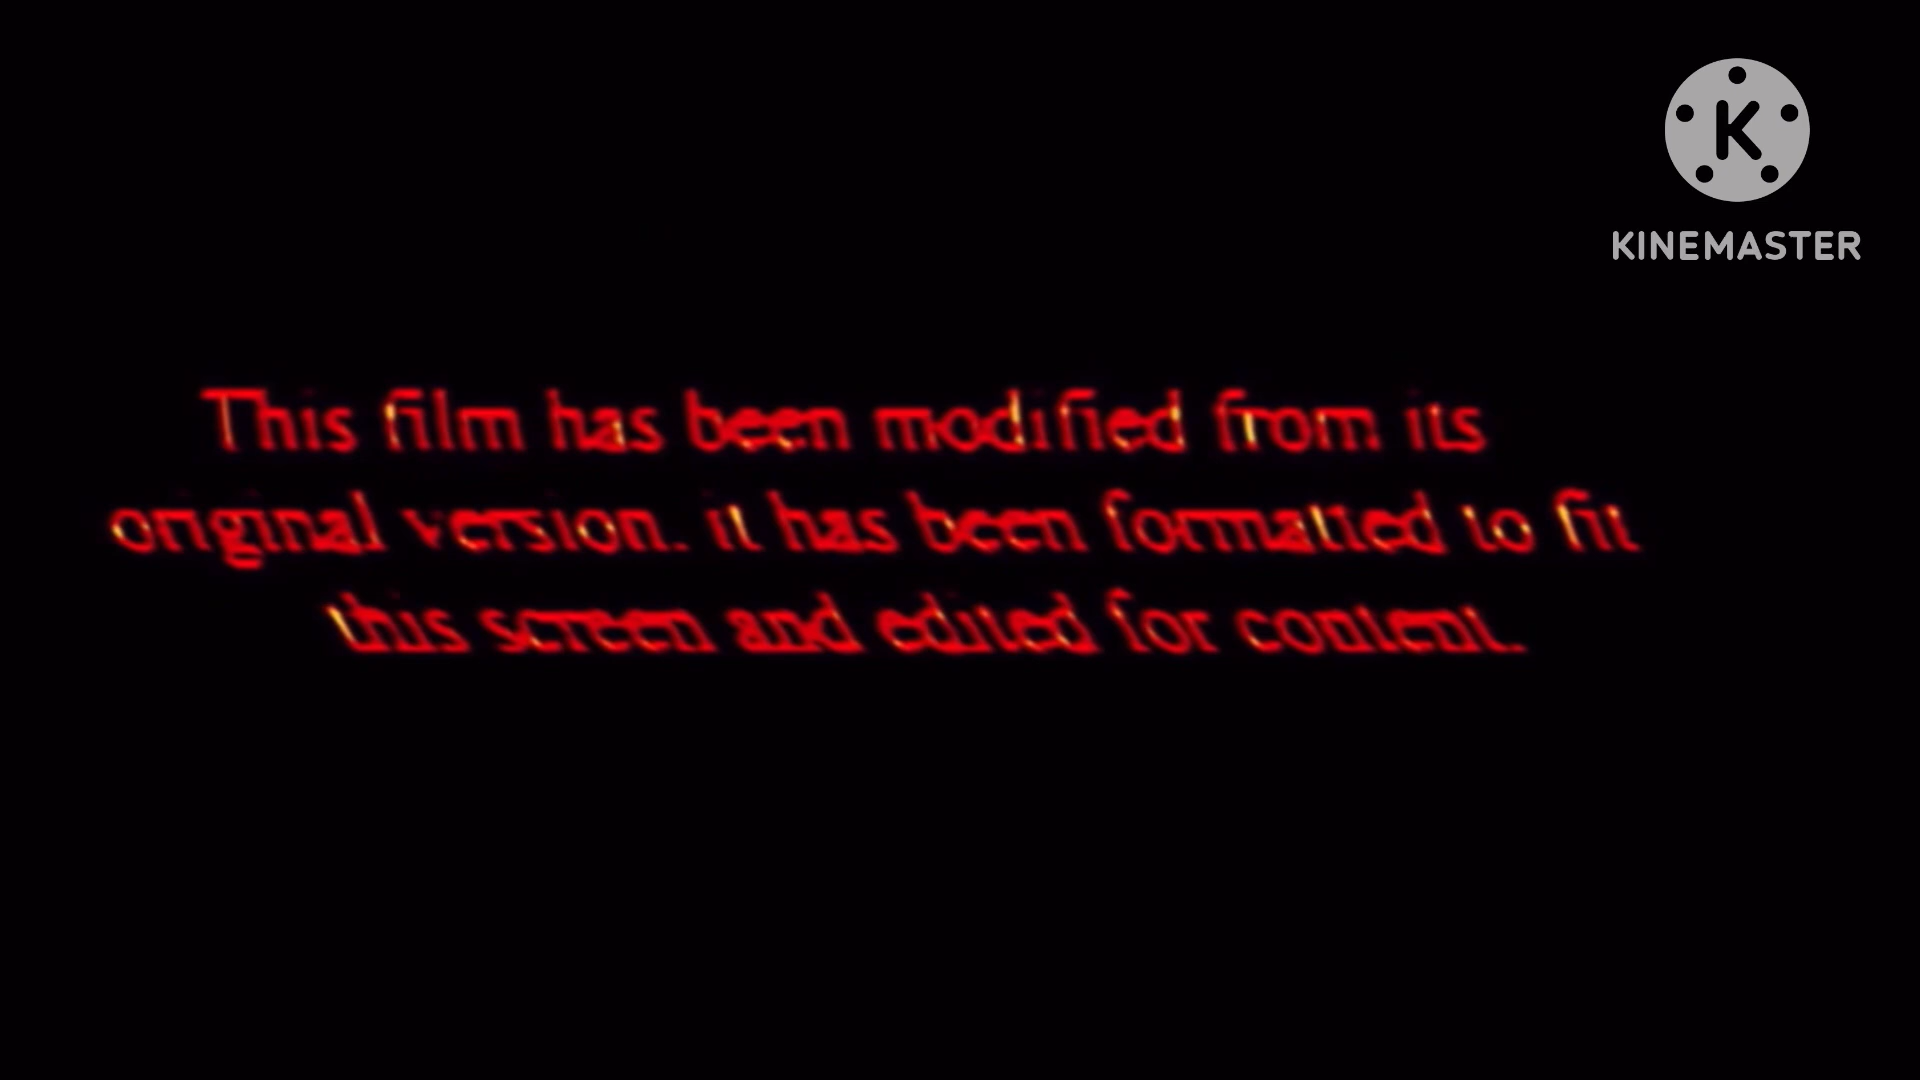 K
KINEMASTER
This film has been modified from its
original version. it has been formatted to fit
this screen and edited for content.